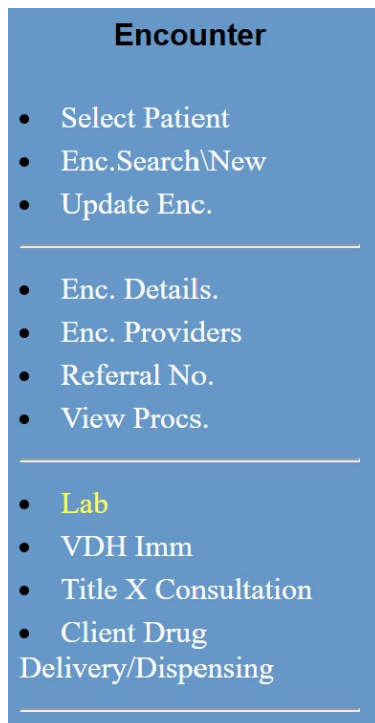 Encounter
Select Patient
Enc.Search\New
Update Enc.
Enc. Details.
Enc. Providers
Referral No.
View Procs.
Lab
VDH Imm
Title X Consultation
Client Drug
Delivery/Dispensing